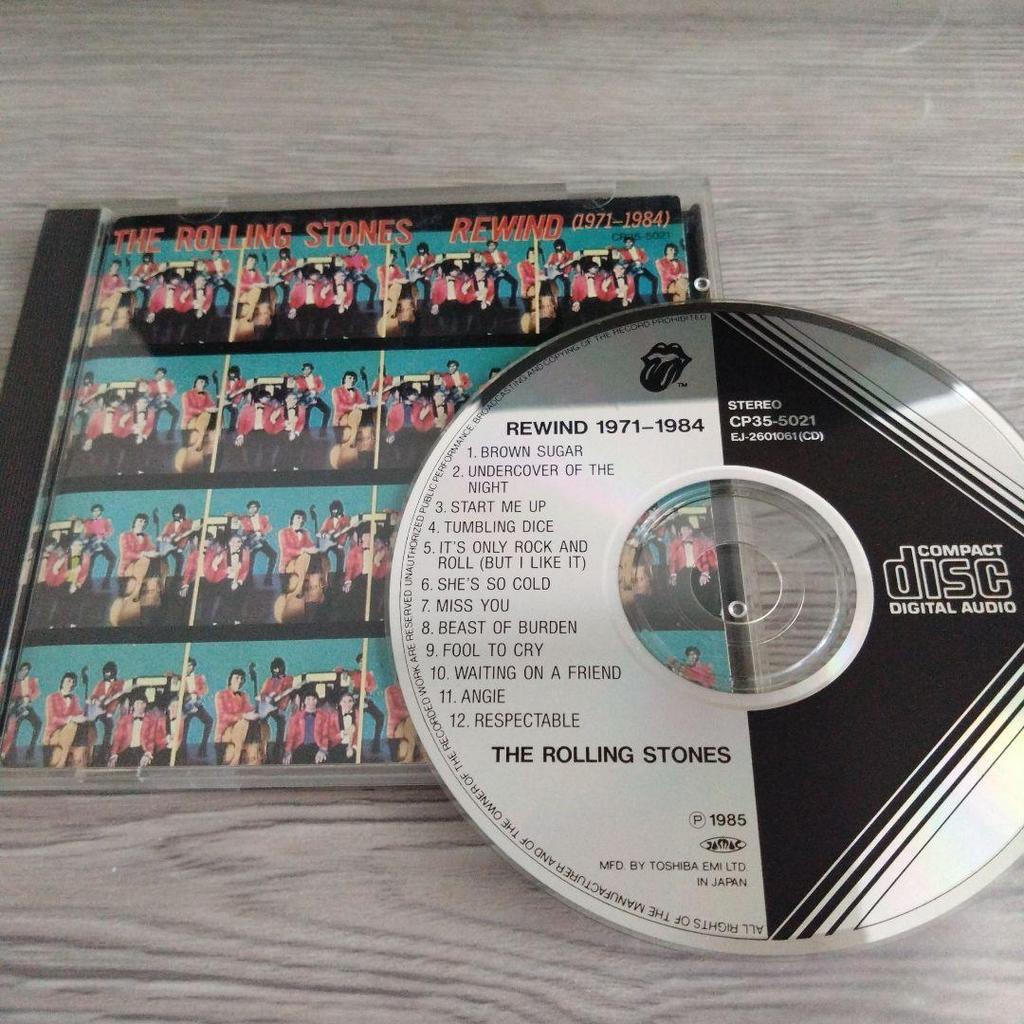 THE ROLLING STONES REWIND (1971–1984)
CP35-5021
ALL RIGHTS OF THE MANUFACTURER AND OF THE OWNER OF THE RECORDED WORK ARE RESERVED UNAUTHORIZED PUBLIC PERFORMANCE BROADCASTING AND COPYING OF THE RECORD PROHIBITED
TM
REWIND 1971–1984
STEREO
CP35-5021
EJ-2601061(CD)
1. BROWN SUGAR
2. UNDERCOVER OF THE
NIGHT
3. START ME UP
4. TUMBLING DICE
5. IT'S ONLY ROCK AND
ROLL (BUT I LIKE IT)
6. SHE'S SO COLD
7. MISS YOU
8. BEAST OF BURDEN
9. FOOL TO CRY
10. WAITING ON A FRIEND
11. ANGIE
12. RESPECTABLE
THE ROLLING STONES
COMPACT
disc
DIGITAL AUDIO
Ⓟ 1985
JASRAC
MFD. BY TOSHIBA EMI LTD.
IN JAPAN